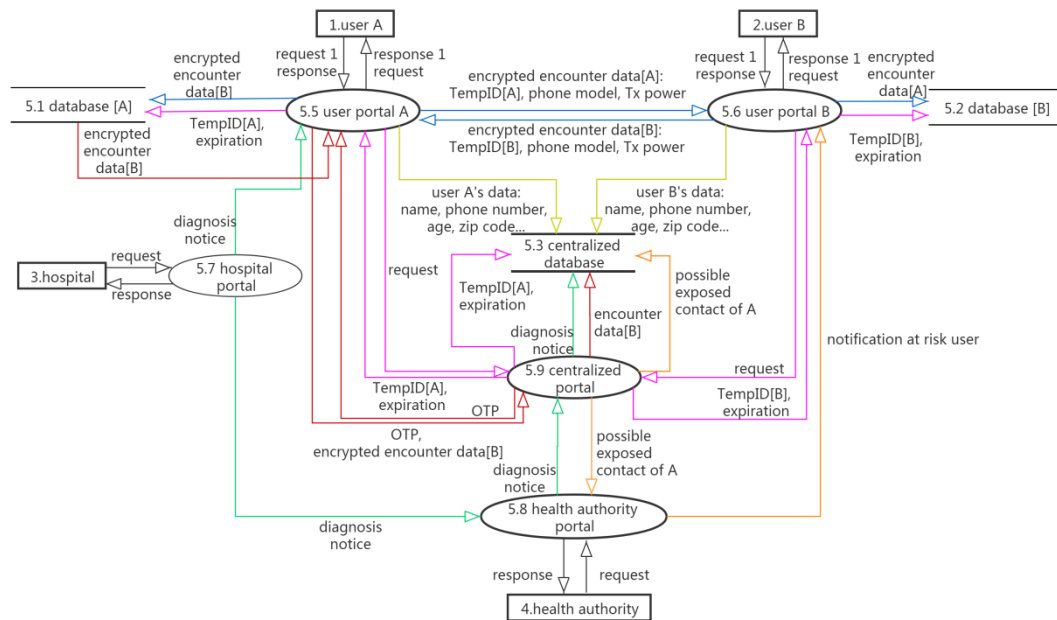 1.user A
2.user B
request 1
response
response 1
request
request 1
response
response 1
request
encrypted
encounter
data[B]
encrypted encounter data[A]:
TempID[A], phone model, Tx power
encrypted
encounter
data[A]
5.1 database [A]
5.5 user portal A
5.6 user portal B
5.2 database [B]
TempID[A],
expiration
encrypted encounter data[B]:
TempID[B], phone model, Tx power
TempID[B],
expiration
encrypted
encounter
data[B]
user A's data:
name, phone number,
age, zip code...
user B's data:
name, phone number,
age, zip code...
diagnosis
notice
5.3 centralized
database
request
3.hospital
response
5.7 hospital
portal
request
TempID[A],
expiration
possible
exposed
contact of A
encounter
data[B]
diagnosis
notice
notification at risk user
5.9 centralized
portal
request
TempID[A],
expiration
TempID[B],
expiration
OTP
OTP,
encrypted encounter data[B]
possible
exposed
contact of A
diagnosis
notice
5.8 health authority
portal
diagnosis
notice
response
request
4.health authority